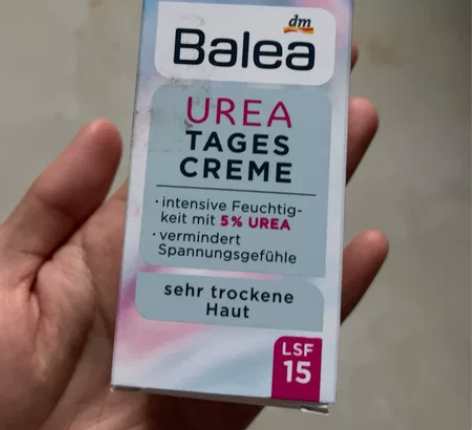 dm
Balea
UREA
TAGES
CREME
· intensive Feuchtig-
keit mit 5% UREA
· vermindert
Spannungsgefühle
sehr trockene
Haut
LSF
15